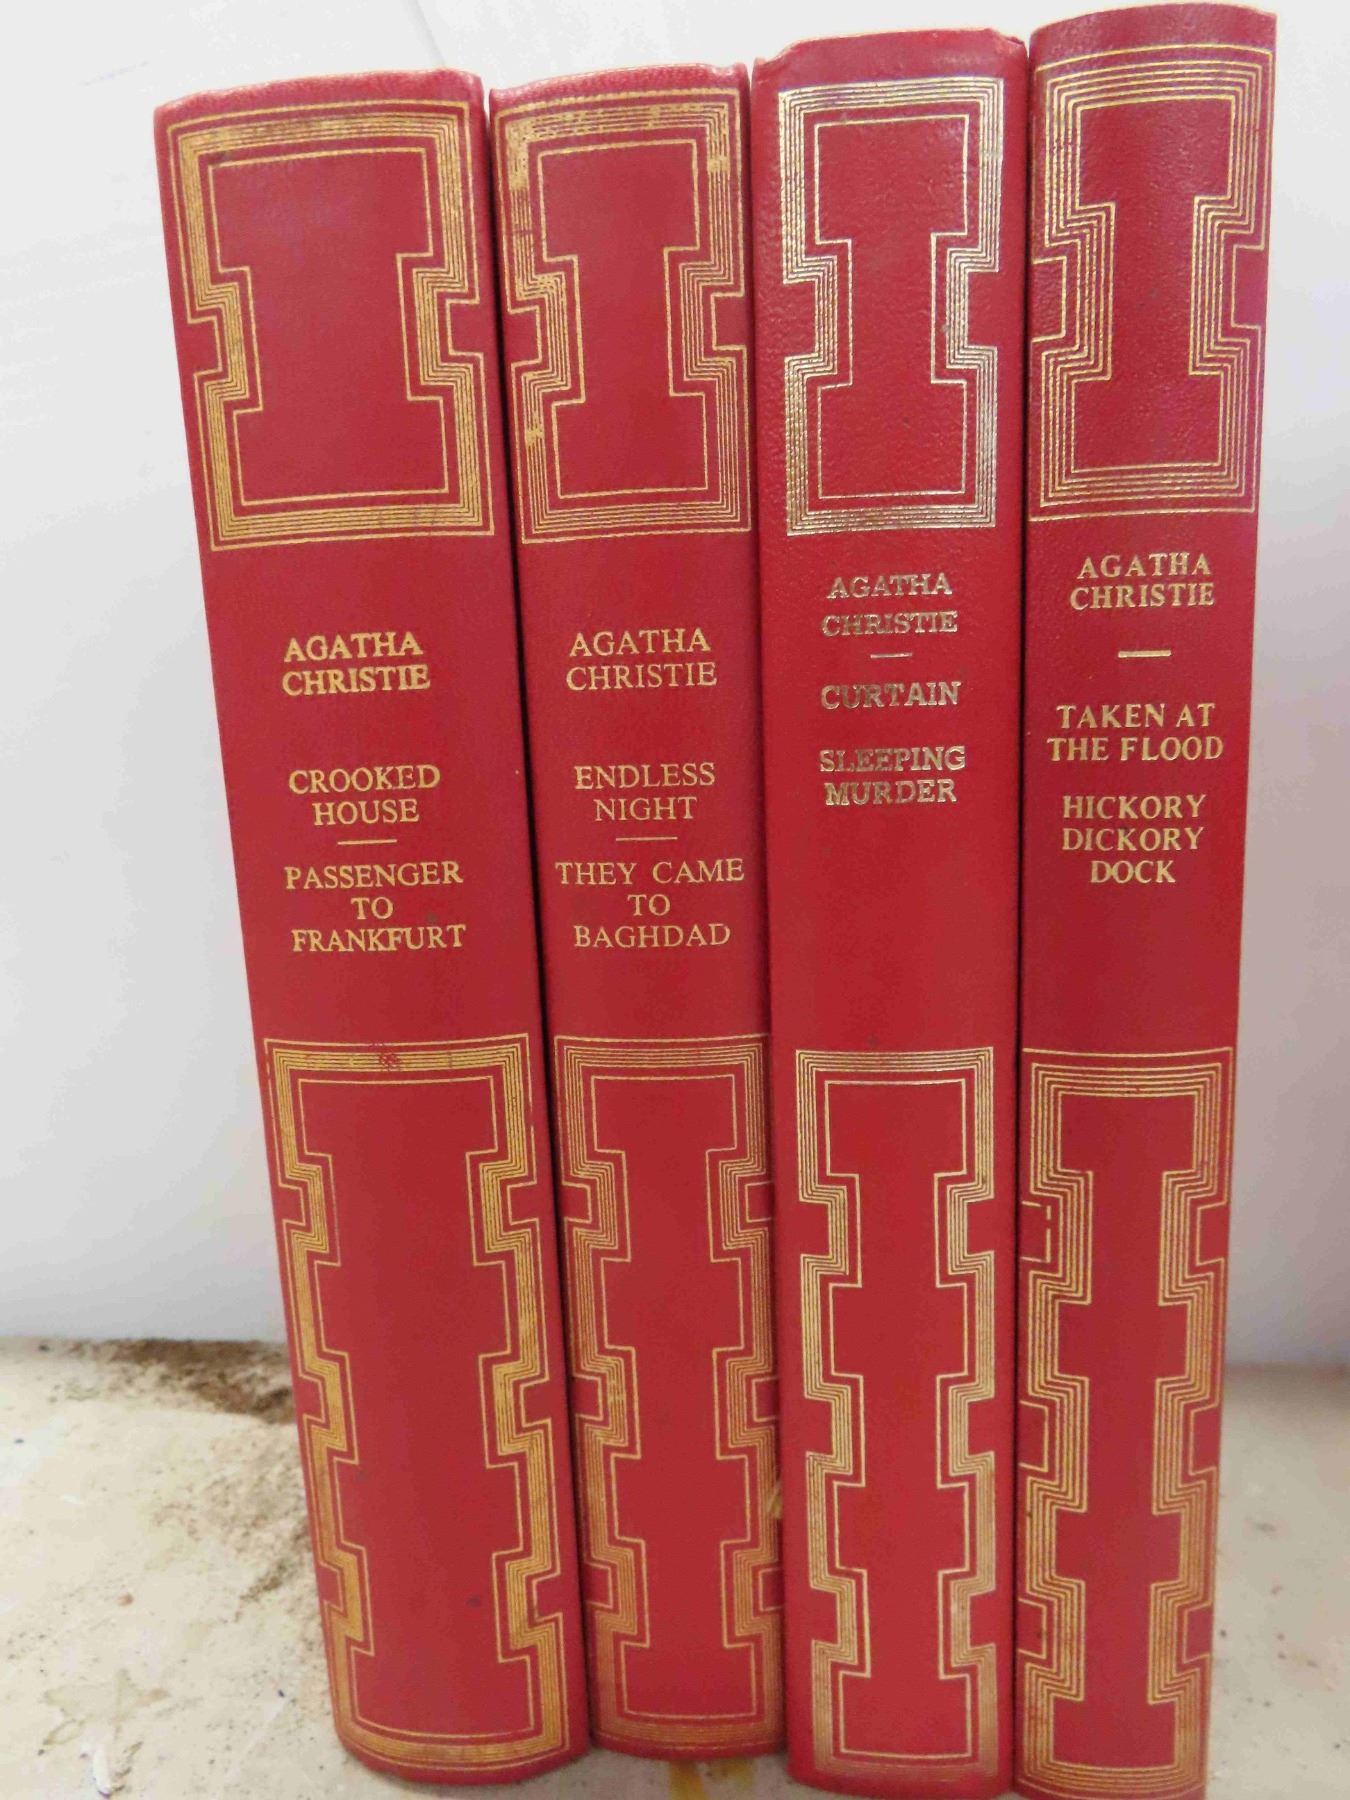 AGATHA
CHRISTIE
CROOKED
HOUSE
PASSENGER
TO
FRANKFURT
AGATHA
CHRISTIE
ENDLESS
NIGHT
THEY CAME
TO
BAGHDAD
AGATHA
CHRISTIE
CURTAIN
SLEEPING
MURDER
AGATHA
CHRISTIE
TAKEN AT
THE FLOOD
HICKORY
DICKORY
DOCK